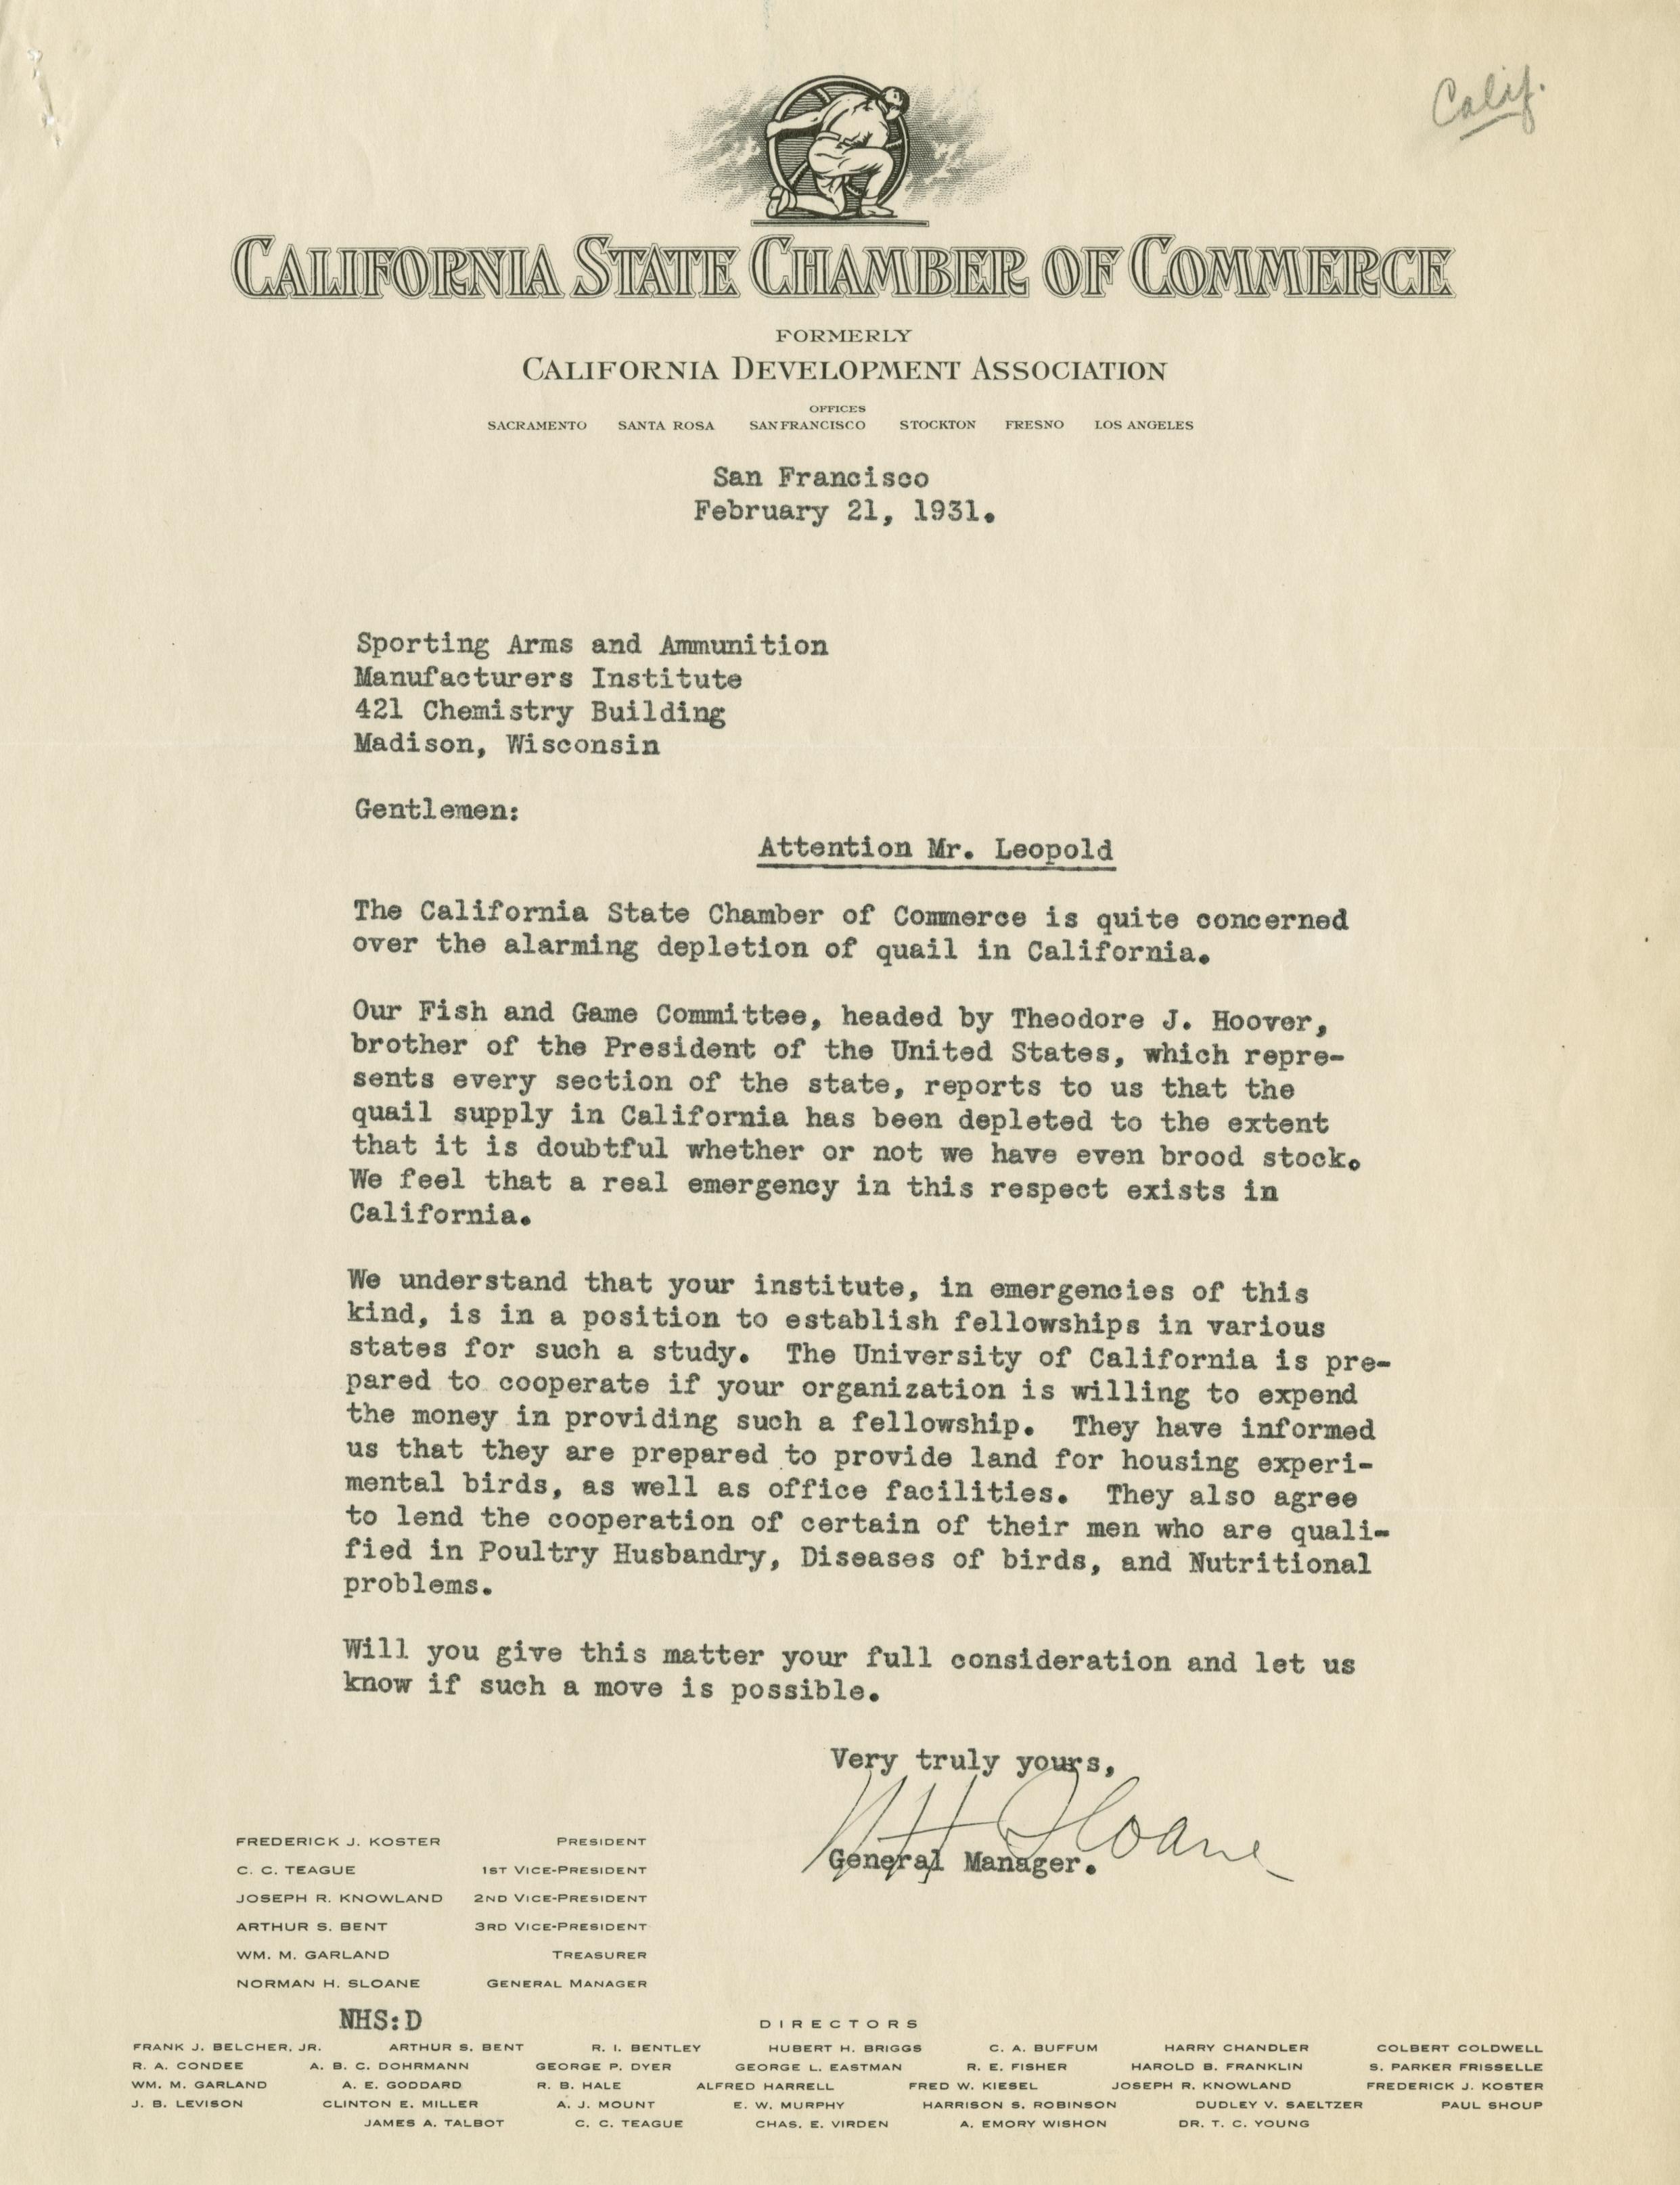 Calif.
CALIFORNIA STATE CHAMBER OF COMMERCE
FORMERLY
CALIFORNIA DEVELOPMENT ASSOCIATION
OFFICES
SACRAMENTO SANTA ROSA SAN FRANCISCO STOCKTON FRESNO LOS ANGELES
San Francisco
February 21, 1931.
Sporting Arms and Ammunition
Manufacturers Institute
421 Chemistry Building
Madison, Wisconsin
Gentlemen:
Attention Mr. Leopold
The California State Chamber of Commerce is quite concerned
over the alarming depletion of quail in California.
Our Fish and Game Committee, headed by Theodore J. Hoover,
brother of the President of the United States, which repre-
sents every section of the state, reports to us that the
quail supply in California has been depleted to the extent
that it is doubtful whether or not we have even brood stock.
We feel that a real emergency in this respect exists in
California.
We understand that your institute, in emergencies of this
kind, is in a position to establish fellowships in various
states for such a study. The University of California is pre-
pared to cooperate if your organization is willing to expend
the money in providing such a fellowship. They have informed
us that they are prepared to provide land for housing experi-
mental birds, as well as office facilities. They also agree
to lend the cooperation of certain of their men who are quali-
fied in Poultry Husbandry, Diseases of birds, and Nutritional
problems.
Will you give this matter your full consideration and let us
know if such a move is possible.
Very truly yours,
N H Sloane
General Manager.
FREDERICK J. KOSTER PRESIDENT
C. C. TEAGUE 1ST VICE-PRESIDENT
JOSEPH R. KNOWLAND 2ND VICE-PRESIDENT
ARTHUR S. BENT 3RD VICE-PRESIDENT
WM. M. GARLAND TREASURER
NORMAN H. SLOANE GENERAL MANAGER
NHS:D
DIRECTORS
FRANK J. BELCHER, JR. ARTHUR S. BENT R. I. BENTLEY HUBERT H. BRIGGS C. A. BUFFUM HARRY CHANDLER COLBERT COLDWELL
R. A. CONDEE A. B. C. DOHRMANN GEORGE P. DYER GEORGE L. EASTMAN R. E. FISHER HAROLD B. FRANKLIN S. PARKER FRISSELLE
WM. M. GARLAND A. E. GODDARD R. B. HALE ALFRED HARRELL FRED W. KIESEL JOSEPH R. KNOWLAND FREDERICK J. KOSTER
J. B. LEVISON CLINTON E. MILLER A. J. MOUNT E. W. MURPHY HARRISON S. ROBINSON DUDLEY V. SAELTZER PAUL SHOUP
JAMES A. TALBOT C. C. TEAGUE CHAS. E. VIRDEN A. EMORY WISHON DR. T. C. YOUNG